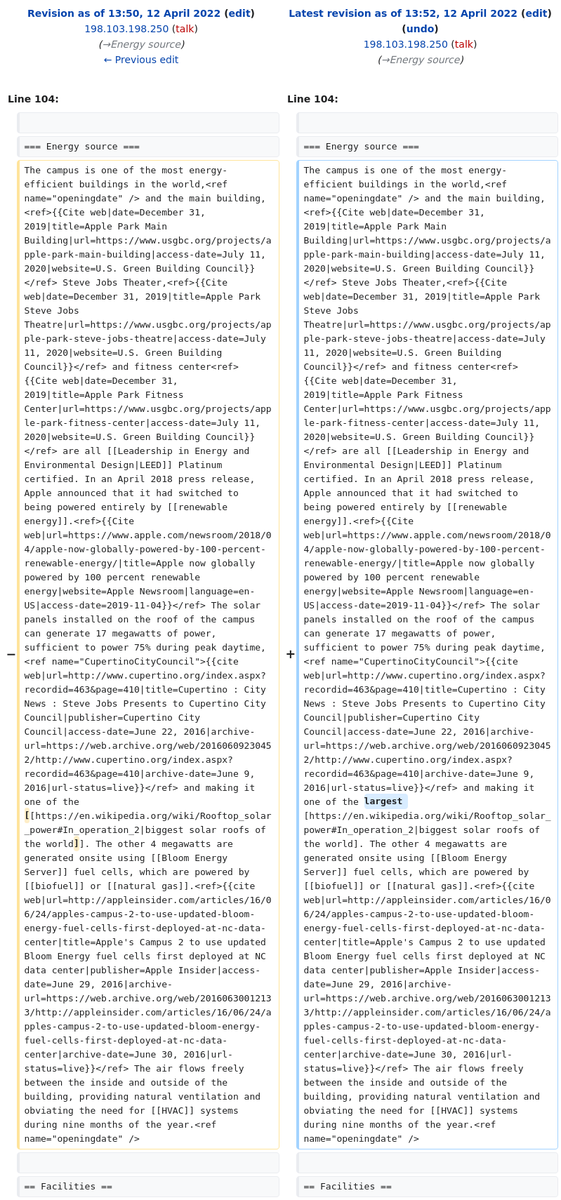 Revision as of 13:50, 12 April 2022 (edit)
198.103.198.250 (talk)
(→Energy source)
← Previous edit
Line 104:
=== Energy source ===
−
The campus is one of the most energy-
efficient buildings in the world,<ref
name="openingdate" /> and the main building,
<ref>{{Cite web|date=December 31,
2019|title=Apple Park Main
Building|url=https://www.usgbc.org/projects/a
pple-park-main-building|access-date=July 11,
2020|website=U.S. Green Building Council}}
</ref> Steve Jobs Theater,<ref>{{Cite
web|date=December 31, 2019|title=Apple Park
Steve Jobs
Theatre|url=https://www.usgbc.org/projects/ap
ple-park-steve-jobs-theatre|access-date=July
11, 2020|website=U.S. Green Building
Council}}</ref> and fitness center<ref>
{{Cite web|date=December 31,
2019|title=Apple Park Fitness
Center|url=https://www.usgbc.org/projects/app
le-park-fitness-center|access-date=July 11,
2020|website=U.S. Green Building Council}}
</ref> are all [[Leadership in Energy and
Environmental Design|LEED]] Platinum
certified. In an April 2018 press release,
Apple announced that it had switched to
being powered entirely by [[renewable
energy]].<ref>{{Cite
web|url=https://www.apple.com/newsroom/2018/0
4/apple-now-globally-powered-by-100-percent-
renewable-energy/|title=Apple now globally
powered by 100 percent renewable
energy|website=Apple Newsroom|language=en-
US|access-date=2019-11-04}}</ref> The solar
panels installed on the roof of the campus
can generate 17 megawatts of power,
sufficient to power 75% during peak daytime,
<ref name="CupertinoCityCouncil">{{cite
web|url=http://www.cupertino.org/index.aspx?
recordid=463&page=410|title=Cupertino : City
News : Steve Jobs Presents to Cupertino City
Council|publisher=Cupertino City
Council|access-date=June 22, 2016|archive-
url=https://web.archive.org/web/2016060923045
2/http://www.cupertino.org/index.aspx?
recordid=463&page=410|archive-date=June 9,
2016|url-status=live}}</ref> and making it
one of the
[[https://en.wikipedia.org/wiki/Rooftop_solar
_power#In_operation_2|biggest solar roofs of
the world]]. The other 4 megawatts are
generated onsite using [[Bloom Energy
Server]] fuel cells, which are powered by
[[biofuel]] or [[natural gas]].<ref>{{cite
web|url=http://appleinsider.com/articles/16/0
6/24/apples-campus-2-to-use-updated-bloom-
energy-fuel-cells-first-deployed-at-nc-data-
center|title=Apple's Campus 2 to use updated
Bloom Energy fuel cells first deployed at NC
data center|publisher=Apple Insider|access-
date=June 29, 2016|archive-
url=https://web.archive.org/web/2016063001213
3/http://appleinsider.com/articles/16/06/24/a
pples-campus-2-to-use-updated-bloom-energy-
fuel-cells-first-deployed-at-nc-data-
center|archive-date=June 30, 2016|url-
status=live}}</ref> The air flows freely
between the inside and outside of the
building, providing natural ventilation and
obviating the need for [[HVAC]] systems
during nine months of the year.<ref
name="openingdate" />
== Facilities ==
Latest revision as of 13:52, 12 April 2022 (edit)
(undo)
198.103.198.250 (talk)
(→Energy source)
Line 104:
=== Energy source ===
+
The campus is one of the most energy-
efficient buildings in the world,<ref
name="openingdate" /> and the main building,
<ref>{{Cite web|date=December 31,
2019|title=Apple Park Main
Building|url=https://www.usgbc.org/projects/a
pple-park-main-building|access-date=July 11,
2020|website=U.S. Green Building Council}}
</ref> Steve Jobs Theater,<ref>{{Cite
web|date=December 31, 2019|title=Apple Park
Steve Jobs
Theatre|url=https://www.usgbc.org/projects/ap
ple-park-steve-jobs-theatre|access-date=July
11, 2020|website=U.S. Green Building
Council}}</ref> and fitness center<ref>
{{Cite web|date=December 31,
2019|title=Apple Park Fitness
Center|url=https://www.usgbc.org/projects/app
le-park-fitness-center|access-date=July 11,
2020|website=U.S. Green Building Council}}
</ref> are all [[Leadership in Energy and
Environmental Design|LEED]] Platinum
certified. In an April 2018 press release,
Apple announced that it had switched to
being powered entirely by [[renewable
energy]].<ref>{{Cite
web|url=https://www.apple.com/newsroom/2018/0
4/apple-now-globally-powered-by-100-percent-
renewable-energy/|title=Apple now globally
powered by 100 percent renewable
energy|website=Apple Newsroom|language=en-
US|access-date=2019-11-04}}</ref> The solar
panels installed on the roof of the campus
can generate 17 megawatts of power,
sufficient to power 75% during peak daytime,
<ref name="CupertinoCityCouncil">{{cite
web|url=http://www.cupertino.org/index.aspx?
recordid=463&page=410|title=Cupertino : City
News : Steve Jobs Presents to Cupertino City
Council|publisher=Cupertino City
Council|access-date=June 22, 2016|archive-
url=https://web.archive.org/web/2016060923045
2/http://www.cupertino.org/index.aspx?
recordid=463&page=410|archive-date=June 9,
2016|url-status=live}}</ref> and making it
one of the largest
[https://en.wikipedia.org/wiki/Rooftop_solar_
power#In_operation_2|biggest solar roofs of
the world]. The other 4 megawatts are
generated onsite using [[Bloom Energy
Server]] fuel cells, which are powered by
[[biofuel]] or [[natural gas]].<ref>{{cite
web|url=http://appleinsider.com/articles/16/0
6/24/apples-campus-2-to-use-updated-bloom-
energy-fuel-cells-first-deployed-at-nc-data-
center|title=Apple's Campus 2 to use updated
Bloom Energy fuel cells first deployed at NC
data center|publisher=Apple Insider|access-
date=June 29, 2016|archive-
url=https://web.archive.org/web/2016063001213
3/http://appleinsider.com/articles/16/06/24/a
pples-campus-2-to-use-updated-bloom-energy-
fuel-cells-first-deployed-at-nc-data-
center|archive-date=June 30, 2016|url-
status=live}}</ref> The air flows freely
between the inside and outside of the
building, providing natural ventilation and
obviating the need for [[HVAC]] systems
during nine months of the year.<ref
name="openingdate" />
== Facilities ==